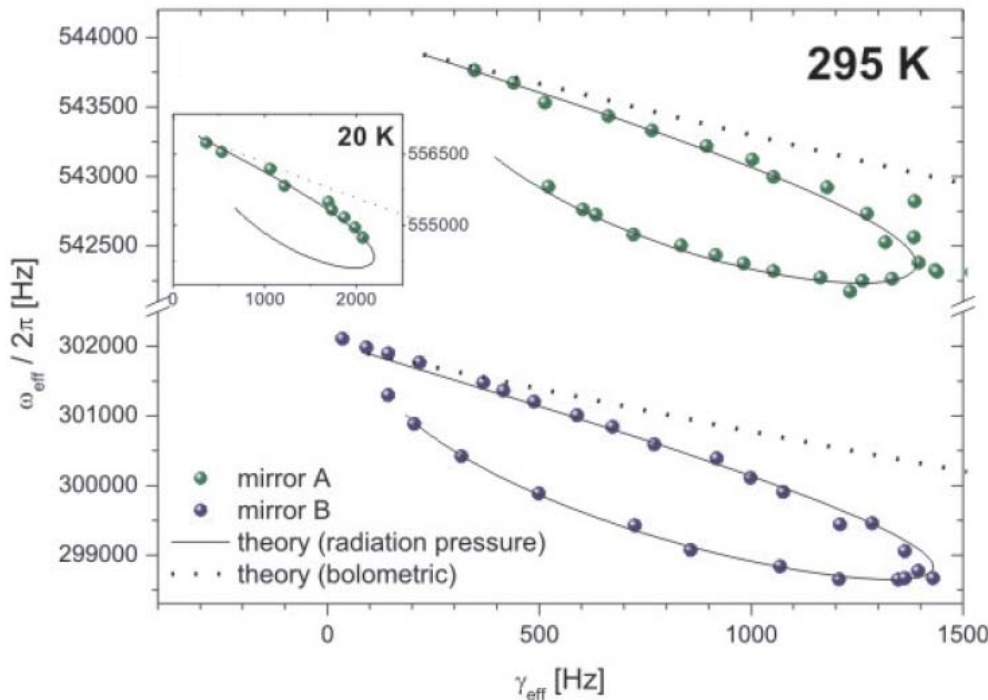 544000
295 K
543500
20 K
556500
543000
555000
542500
0 1000 2000
ω_eff / 2π [Hz]
302000
301000
300000
mirror A
mirror B
299000
theory (radiation pressure)
theory (bolometric)
0 500 1000 1500
γ_eff [Hz]